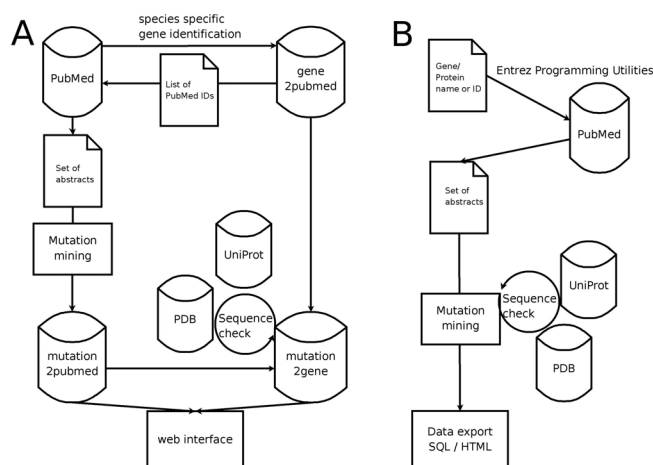 A
species specific
gene identification
PubMed
gene
2pubmed
List of
PubMed IDs
Set of
abstracts
Mutation
mining
UniProt
PDB
Sequence
check
mutation
2pubmed
mutation
2gene
web interface
B
Gene/
Protein
name or ID
Entrez Programming Utilities
PubMed
Set of
abstracts
Mutation
mining
Sequence
check
UniProt
PDB
Data export
SQL / HTML